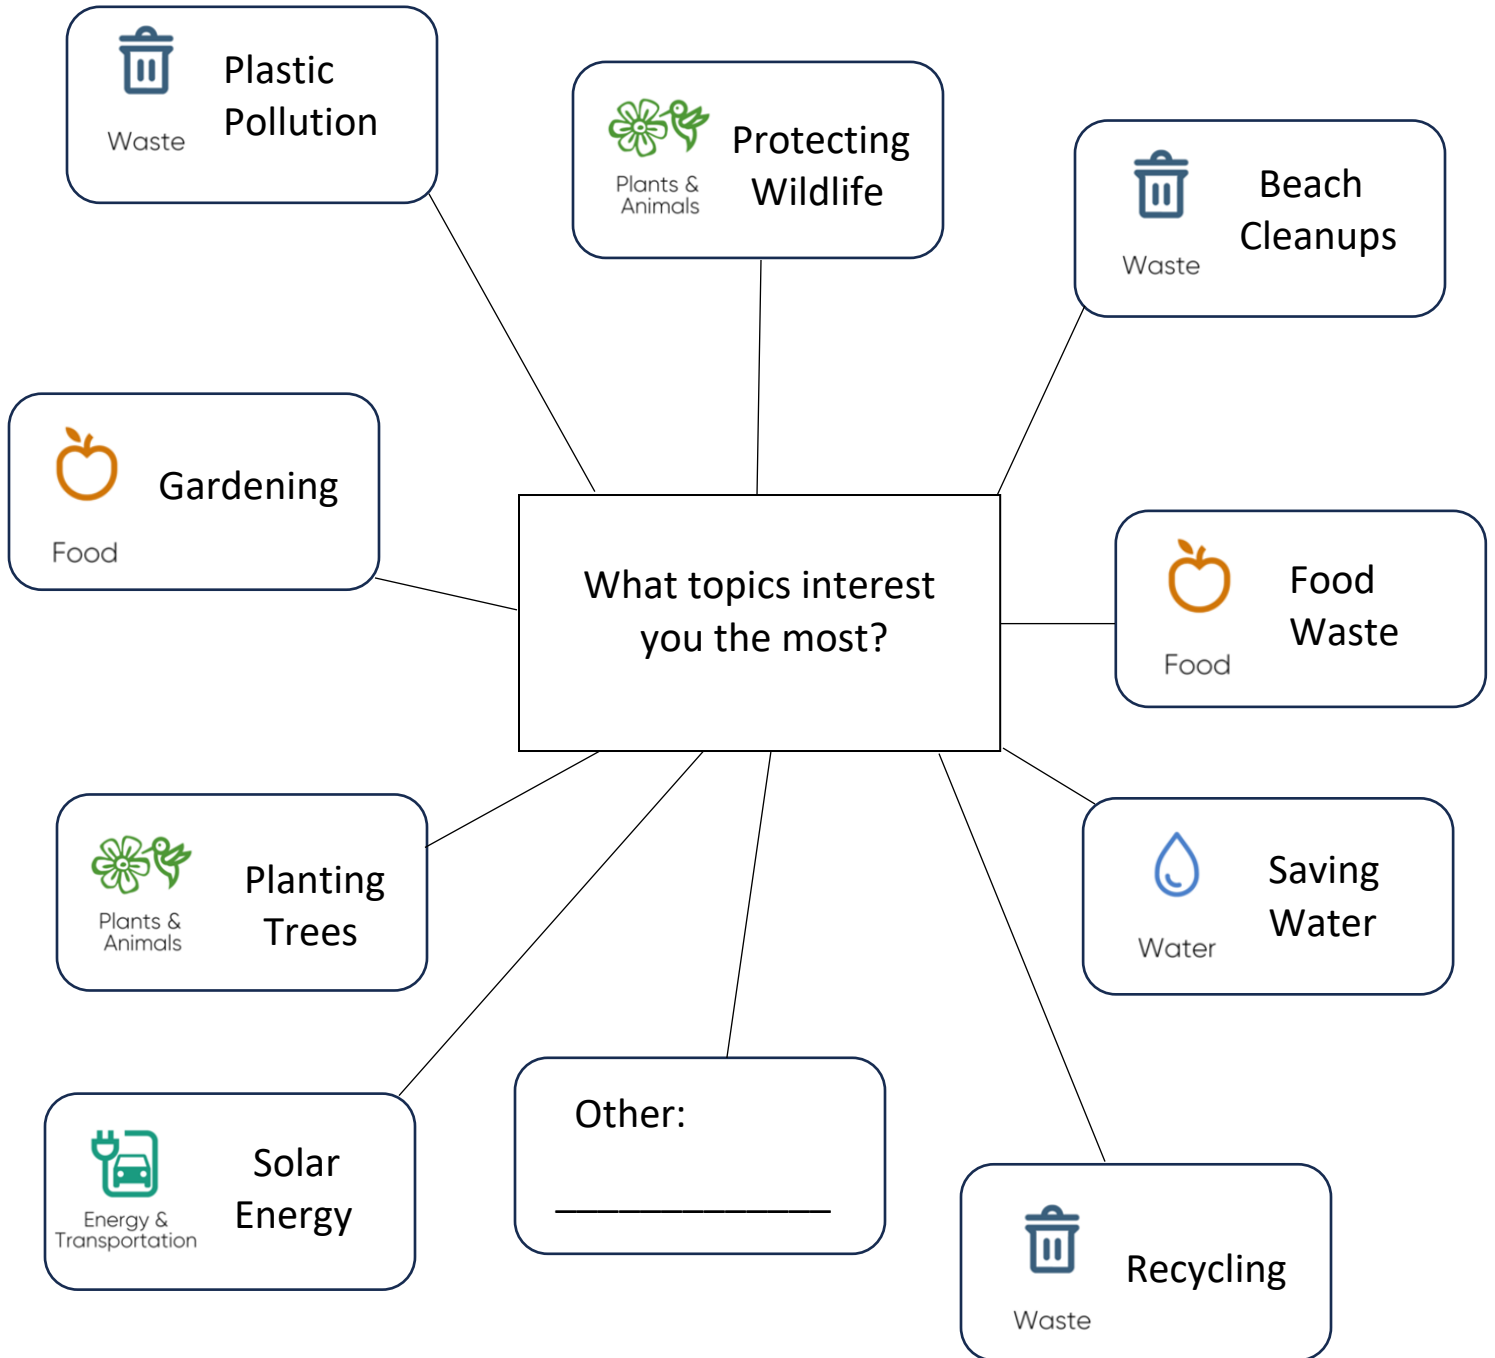 Plastic
Pollution
Waste
Protecting
Wildlife
Plants &
Animals
Beach
Cleanups
Waste
Gardening
Food
What topics interest
you the most?
Food
Waste
Food
Planting
Trees
Plants &
Animals
Saving
Water
Water
Solar
Energy
Energy &
Transportation
Other:
_____________
Recycling
Waste